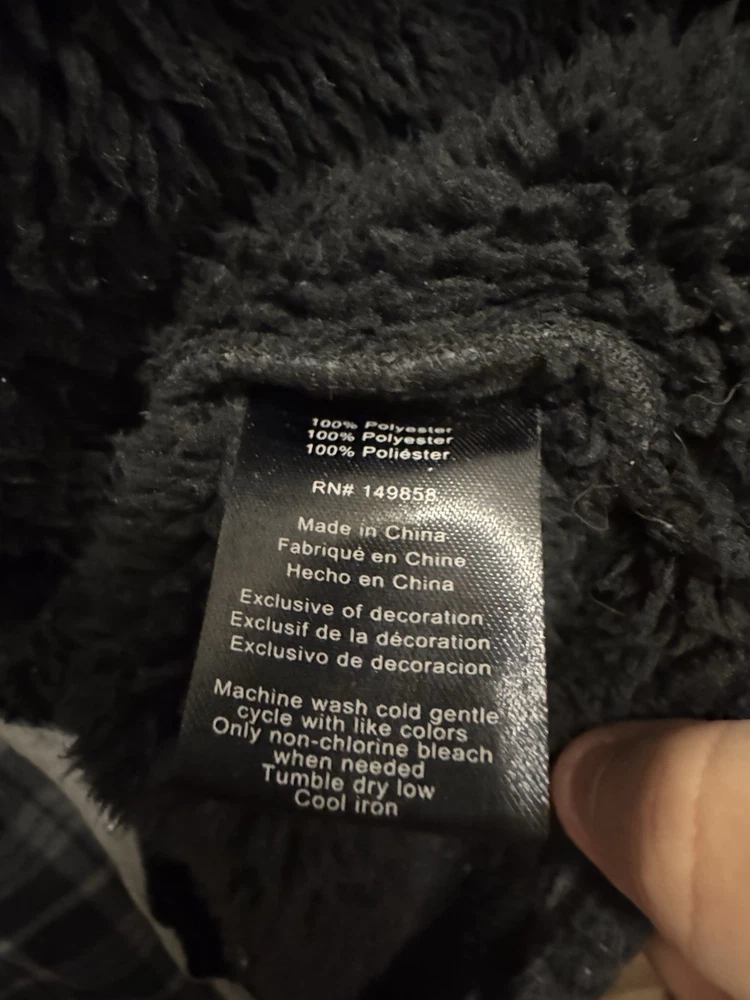 100% Polyester
100% Polyester
100% Poliéster
RN# 149858
Made in China
Fabriqué en Chine
Hecho en China
Exclusive of decoration
Exclusif de la décoration
Exclusivo de decoracion
Machine wash cold gentle
cycle with like colors
Only non-chlorine bleach
when needed
Tumble dry low
Cool iron